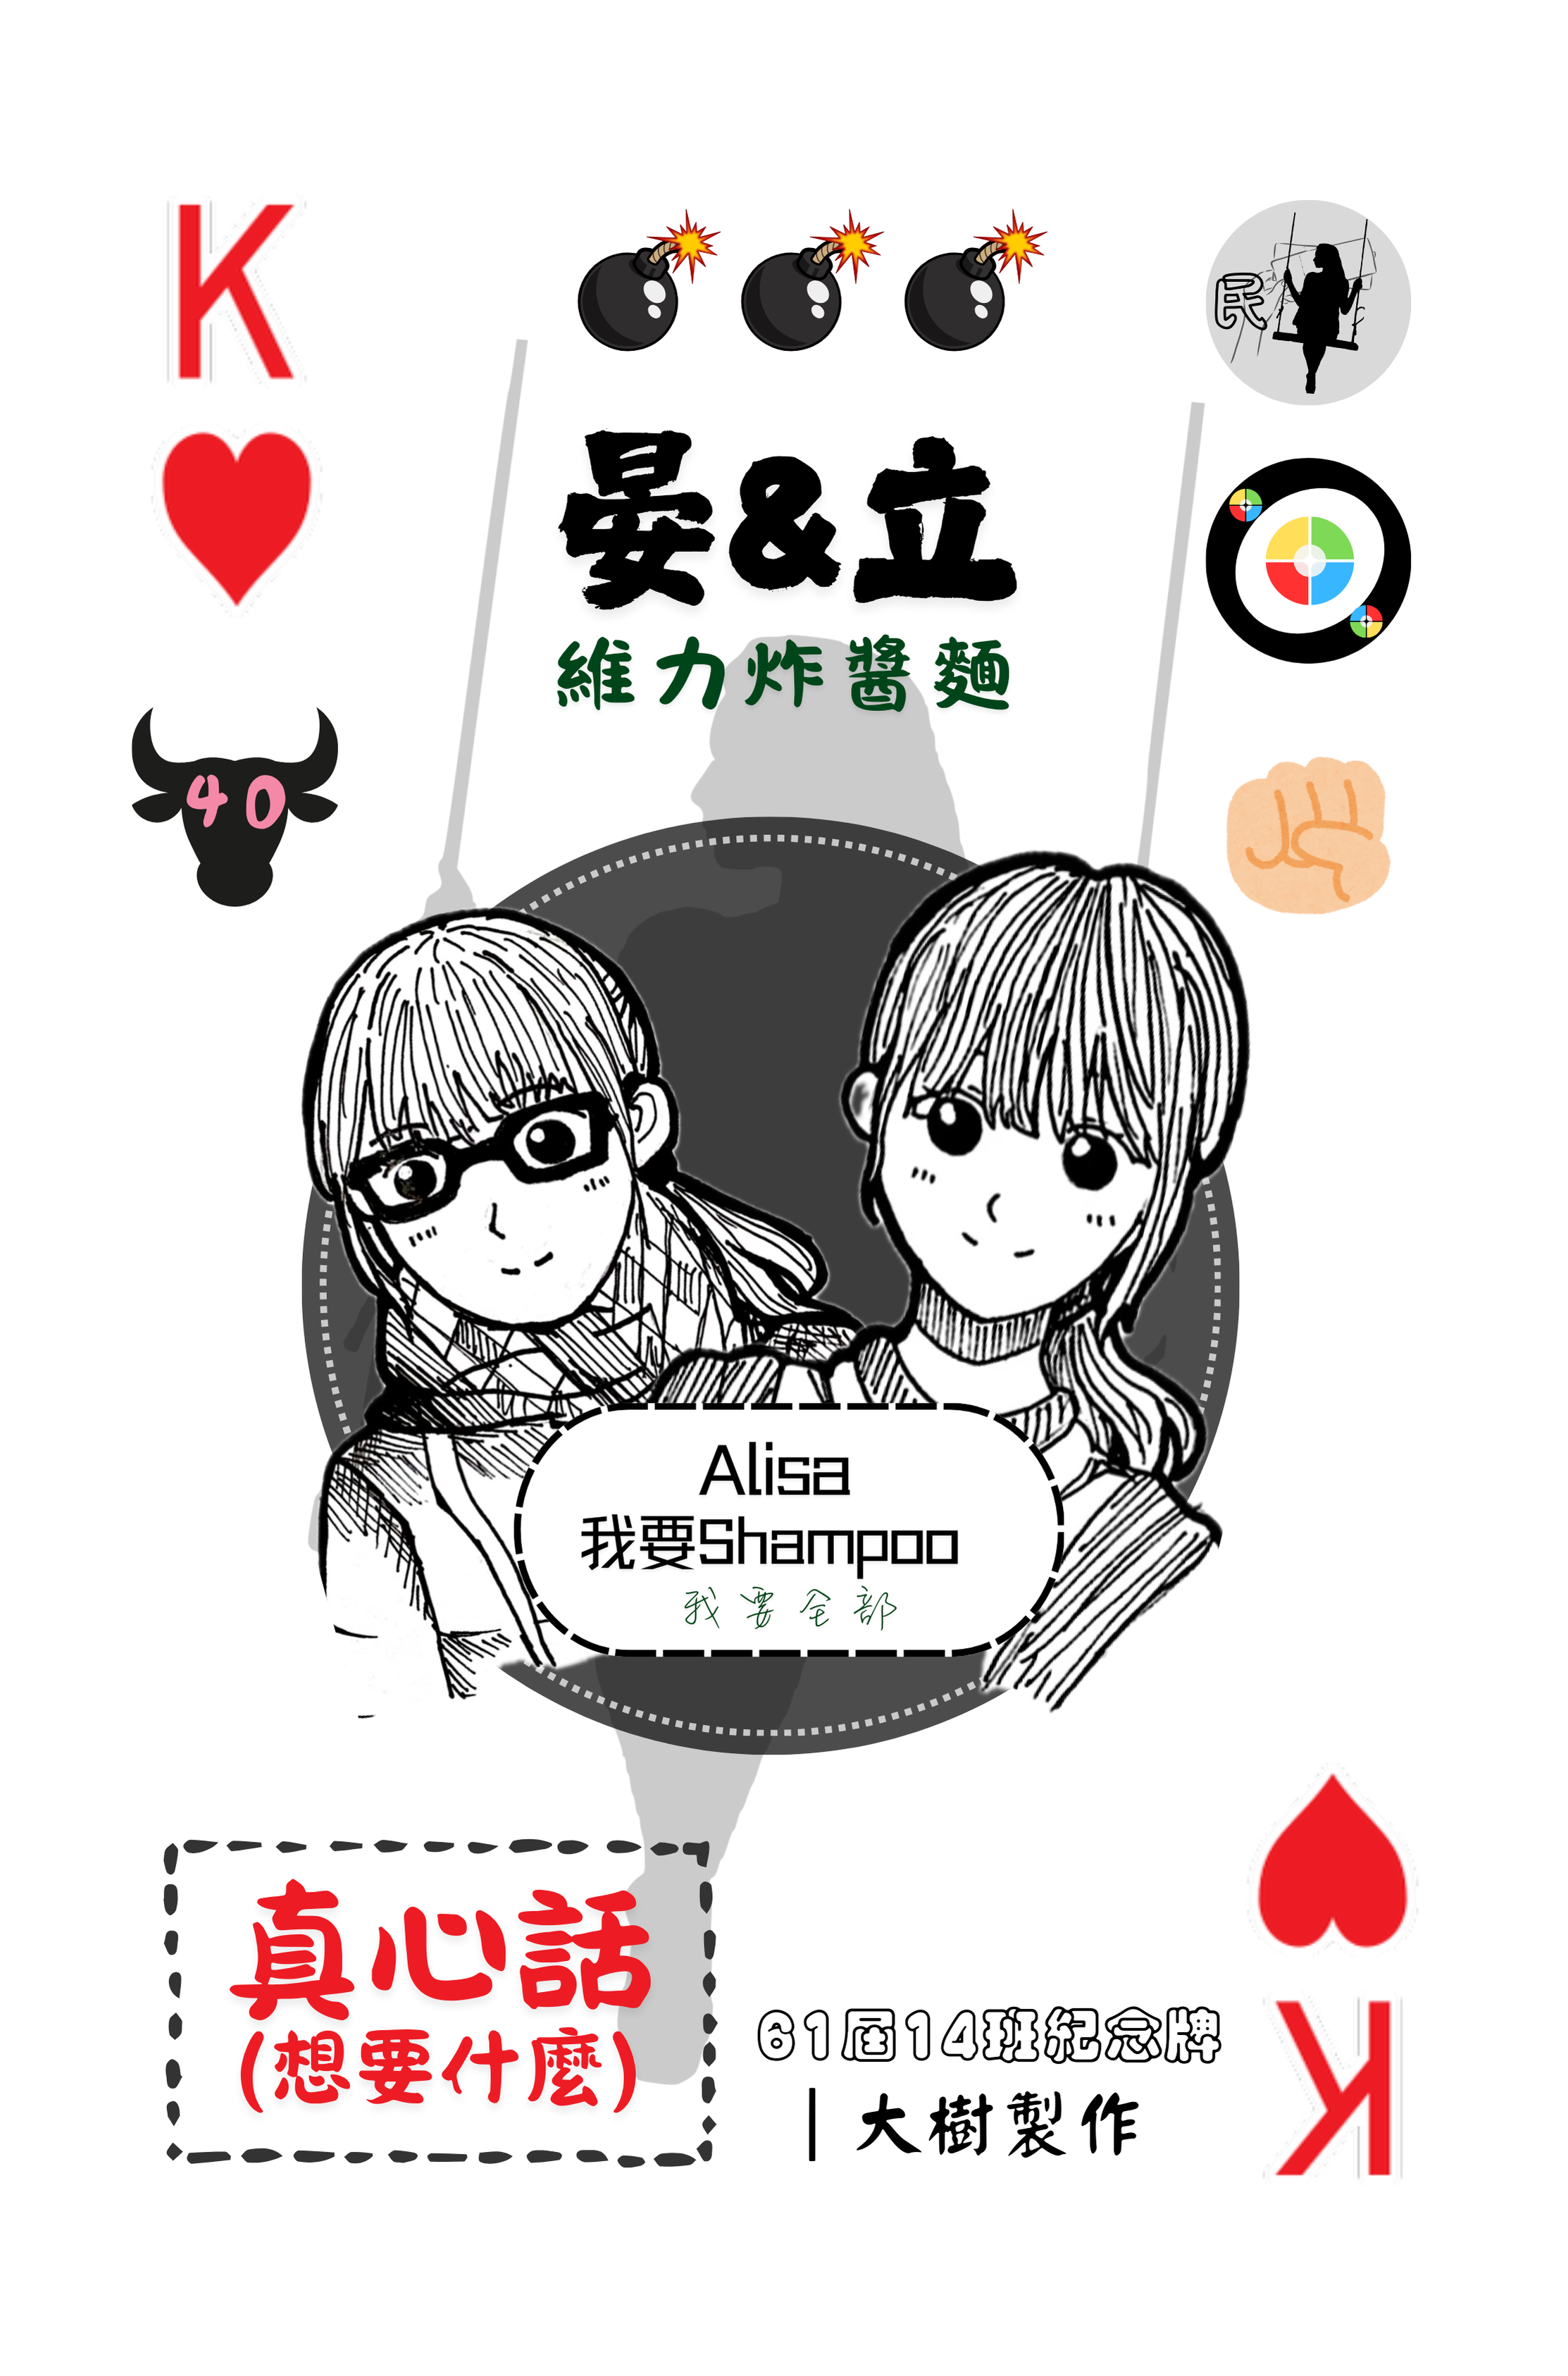 K
民
晏&立
維力炸醬麵
40
Alisa
我要Shampoo
我要全部
真心話
(想要什麼)
61屆14班紀念牌
| 大樹製作
K